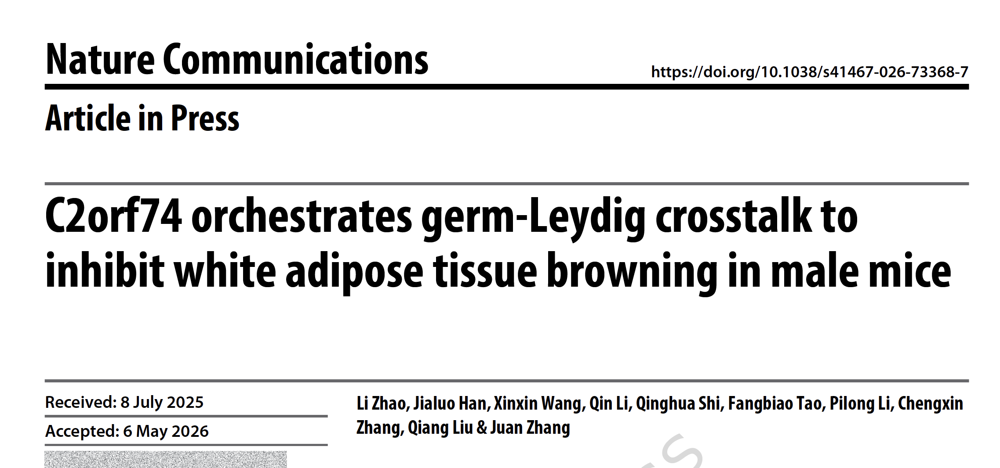 Nature Communications
https://doi.org/10.1038/s41467-026-73368-7
Article in Press
C2orf74 orchestrates germ-Leydig crosstalk to
inhibit white adipose tissue browning in male mice
Received: 8 July 2025
Accepted: 6 May 2026
Li Zhao, Jialuo Han, Xinxin Wang, Qin Li, Qinghua Shi, Fangbiao Tao, Pilong Li, Chengxin
Zhang, Qiang Liu & Juan Zhang